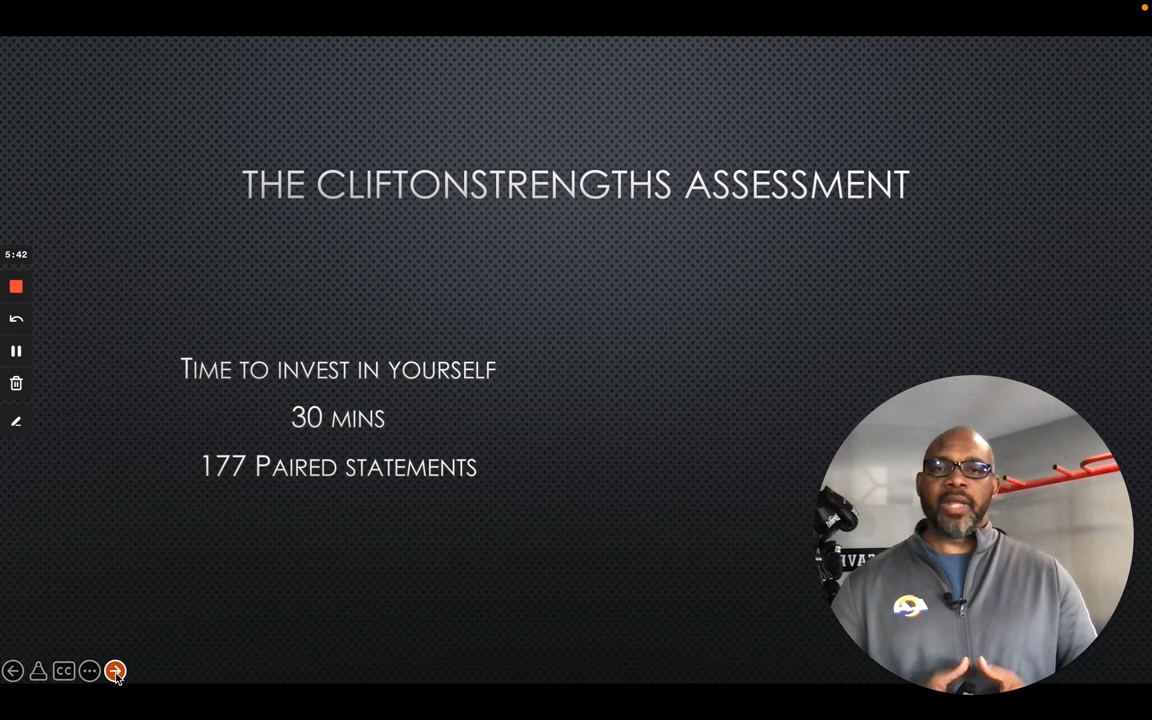 THE CLIFTONSTRENGTHS ASSESSMENT
5:42
TIME TO INVEST IN YOURSELF
30 MINS
177 PAIRED STATEMENTS
CC